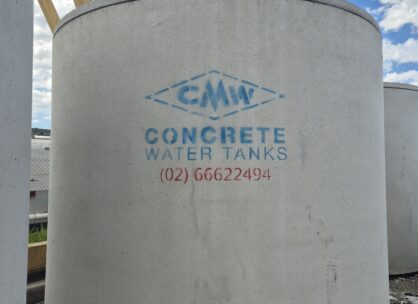 CMW
CONCRETE
WATER TANKS
(02) 66622494